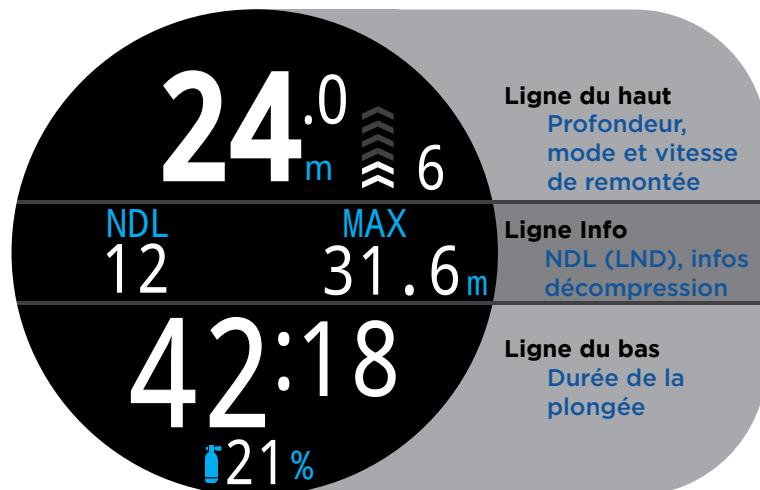 24.0
m
6
NDL
MAX
12
31.6m
42:18
21%
Ligne du haut
Profondeur,
mode et vitesse
de remontée
Ligne Info
NDL (LND), infos
décompression
Ligne du bas
Durée de la
plongée